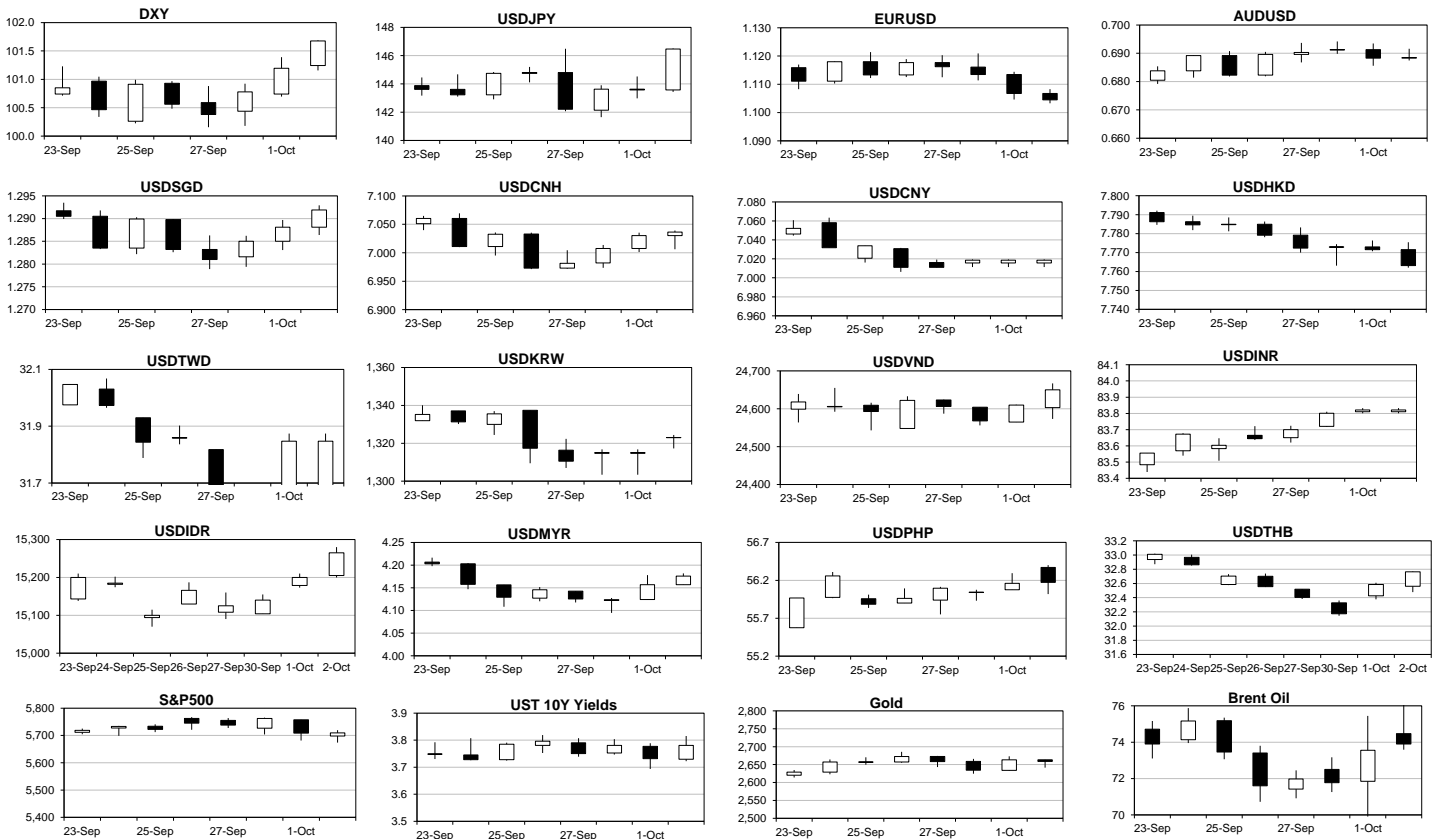 DXY
102.0
101.5
101.0
100.5
100.0
23-Sep 25-Sep 27-Sep 1-Oct
USDJPY
148
146
144
142
140
23-Sep 25-Sep 27-Sep 1-Oct
EURUSD
1.130
1.120
1.110
1.100
1.090
23-Sep 25-Sep 27-Sep 1-Oct
AUDUSD
0.700
0.690
0.680
0.670
0.660
23-Sep 25-Sep 27-Sep 1-Oct
USDSGD
1.295
1.290
1.285
1.280
1.275
1.270
23-Sep 25-Sep 27-Sep 1-Oct
USDCNH
7.100
7.050
7.000
6.950
6.900
23-Sep 25-Sep 27-Sep 1-Oct
USDCNY
7.080
7.060
7.040
7.020
7.000
6.980
6.960
23-Sep 25-Sep 27-Sep 1-Oct
USDHKD
7.800
7.790
7.780
7.770
7.760
7.750
7.740
23-Sep 25-Sep 27-Sep 1-Oct
USDTWD
32.1
31.9
31.7
23-Sep 25-Sep 27-Sep 1-Oct
USDKRW
1,360
1,340
1,320
1,300
23-Sep 25-Sep 27-Sep 1-Oct
USDVND
24,700
24,600
24,500
24,400
23-Sep 25-Sep 27-Sep 1-Oct
USDINR
84.1
84.0
83.9
83.8
83.7
83.6
83.5
83.4
23-Sep 25-Sep 27-Sep 1-Oct
USDIDR
15,300
15,200
15,100
15,000
23-Sep 24-Sep 25-Sep 26-Sep 27-Sep 30-Sep 1-Oct 2-Oct
USDMYR
4.25
4.20
4.15
4.10
4.05
4.00
23-Sep 25-Sep 27-Sep 1-Oct
USDPHP
56.7
56.2
55.7
55.2
23-Sep 25-Sep 27-Sep 1-Oct
USDTHB
33.2
33.0
32.8
32.6
32.4
32.2
32.0
31.8
31.6
23-Sep 24-Sep 25-Sep 26-Sep 27-Sep 30-Sep 1-Oct 2-Oct
S&P500
5,800
5,700
5,600
5,500
5,400
23-Sep 25-Sep 27-Sep 1-Oct
UST 10Y Yields
3.9
3.8
3.7
3.6
3.5
23-Sep 25-Sep 27-Sep 1-Oct
Gold
2,800
2,750
2,700
2,650
2,600
2,550
2,500
23-Sep 25-Sep 27-Sep 1-Oct
Brent Oil
76
74
72
70
23-Sep 25-Sep 27-Sep 1-Oct